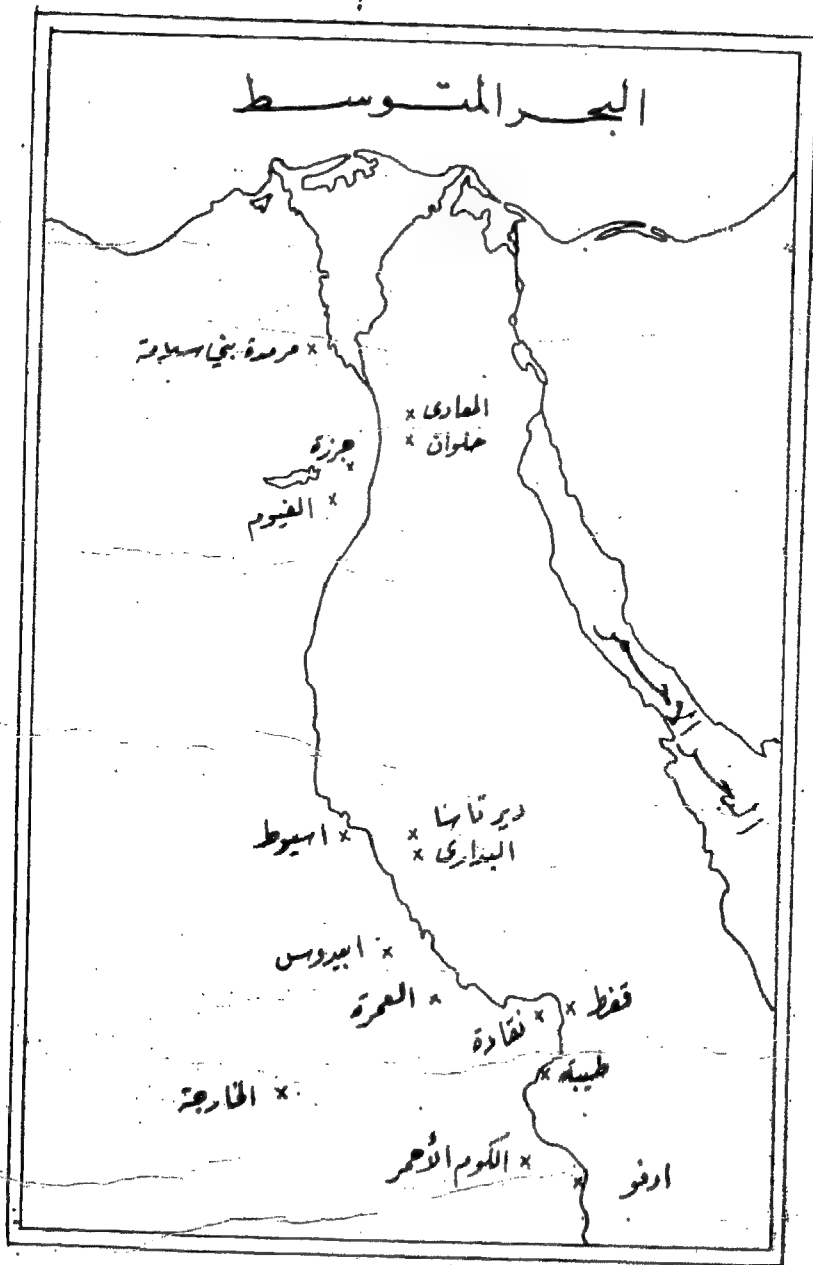 البحر المتوسط
مرمدة بني سلامة
المعادى
حلوان
جرزة
الفيوم
البحر
الأحمر
دير تاسا
البدارى
اسيوط
ابيدوس
العمرة
قفط
نقادة
طيبه
الخارجة
الكوم الأحمر
ادفو